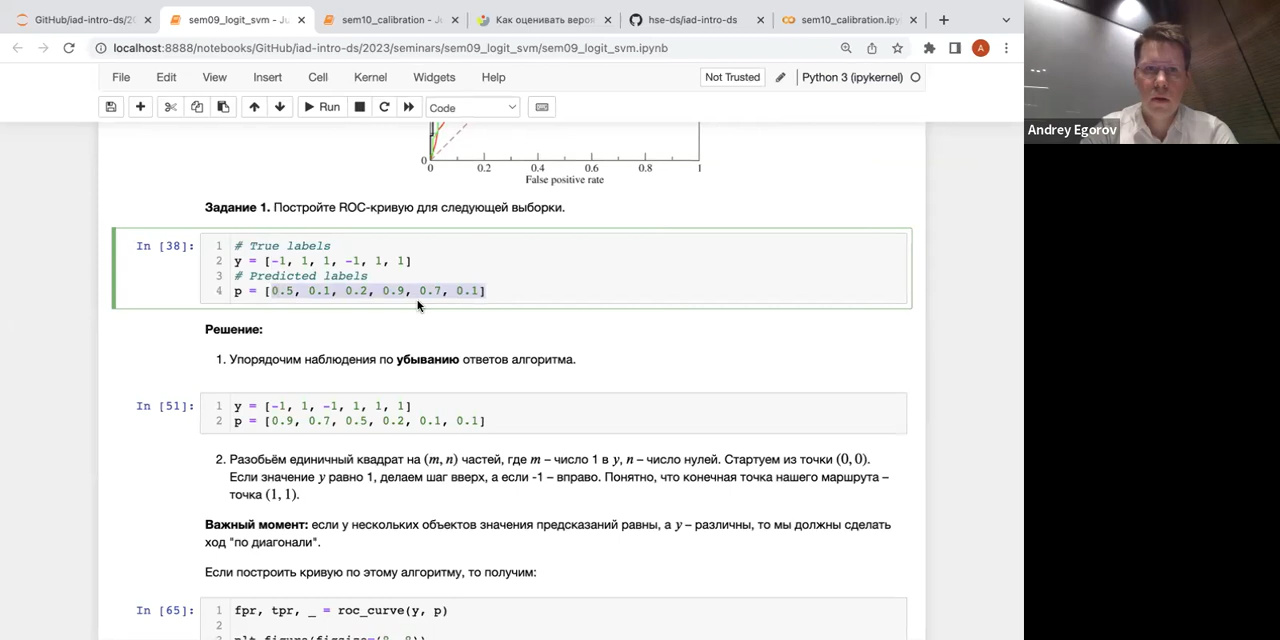 GitHub/iad-intro-ds/20
sem09_logit_svm - Ju
sem10_calibration - J
Как оценивать веро
hse-ds/iad-intro-ds
sem10_calibration.ipy
localhost:8888/notebooks/GitHub/iad-intro-ds/2023/seminars/sem09_logit_svm/sem09_logit_svm.ipynb
A
File Edit View Insert Cell Kernel Widgets Help
Not Trusted
Python 3 (ipykernel)
Run
Code
Andrey Egorov
0
0 0.2 0.4 0.6 0.8 1
False positive rate
Задание 1. Постройте ROC-кривую для следующей выборки.
In [38]: 1 # True labels
2 y = [-1, 1, 1, -1, 1, 1]
3 # Predicted labels
4 p = [0.5, 0.1, 0.2, 0.9, 0.7, 0.1]
Решение:
1. Упорядочим наблюдения по убыванию ответов алгоритма.
In [51]: 1 y = [-1, 1, -1, 1, 1, 1]
2 p = [0.9, 0.7, 0.5, 0.2, 0.1, 0.1]
2. Разобьём единичный квадрат на (m, n) частей, где m – число 1 в y, n – число нулей. Стартуем из точки (0, 0).
Если значение y равно 1, делаем шаг вверх, а если -1 – вправо. Понятно, что конечная точка нашего маршрута –
точка (1, 1).
Важный момент: если у нескольких объектов значения предсказаний равны, а y – различны, то мы должны сделать
ход "по диагонали".
Если построить кривую по этому алгоритму, то получим:
In [65]: 1 fpr, tpr, _ = roc_curve(y, p)
2